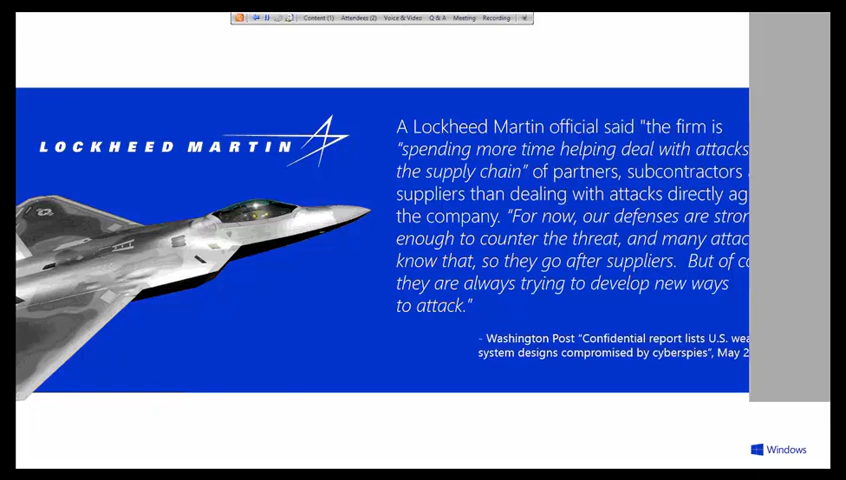 Content (1) Attendees (2) Voice & Video Q & A Meeting Recording
LOCKHEED MARTIN
A Lockheed Martin official said "the firm is
"spending more time helping deal with attacks
the supply chain" of partners, subcontractors
suppliers than dealing with attacks directly ag
the company. "For now, our defenses are stron
enough to counter the threat, and many attac
know that, so they go after suppliers. But of co
they are always trying to develop new ways
to attack."
- Washington Post "Confidential report lists U.S. wea
system designs compromised by cyberspies", May 2
Windows